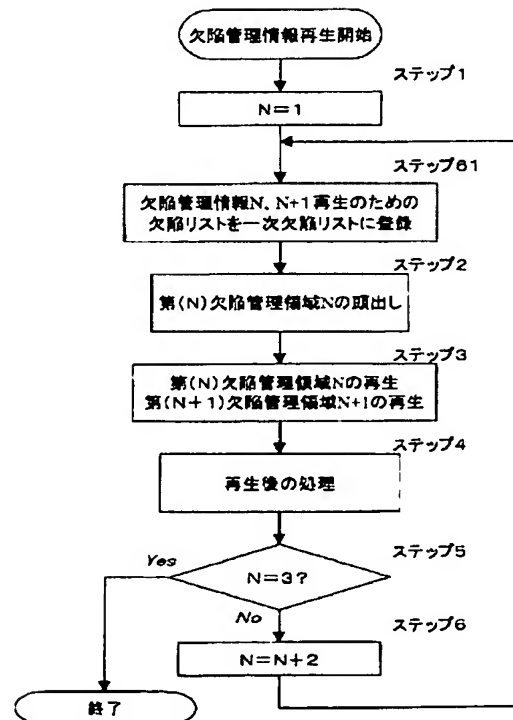 欠陥管理情報再生開始
ステップ1
N=1
ステップ61
欠陥管理情報N、N+1再生のための
欠陥リストを一次欠陥リストに登録
ステップ2
第(N)欠陥管理領域Nの頭出し
ステップ3
第(N)欠陥管理領域Nの再生
第(N+1)欠陥管理領域N+1の再生
ステップ4
再生後の処理
ステップ5
Yes
N=3?
No
ステップ6
N=N+2
終了